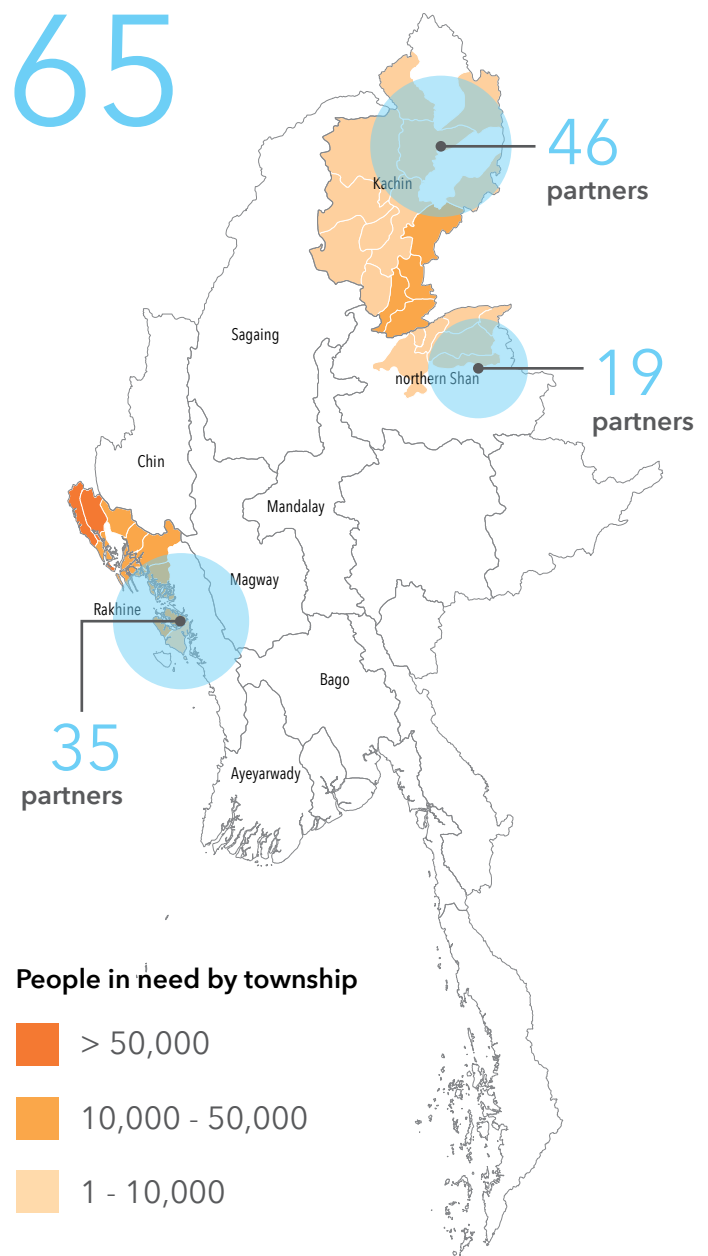 65
46
partners
Kachin
Sagaing
19
partners
northern Shan
Chin
Mandalay
Magway
Rakhine
Bago
35
partners
Ayeyarwady
People in need by township
> 50,000
10,000 - 50,000
1 - 10,000